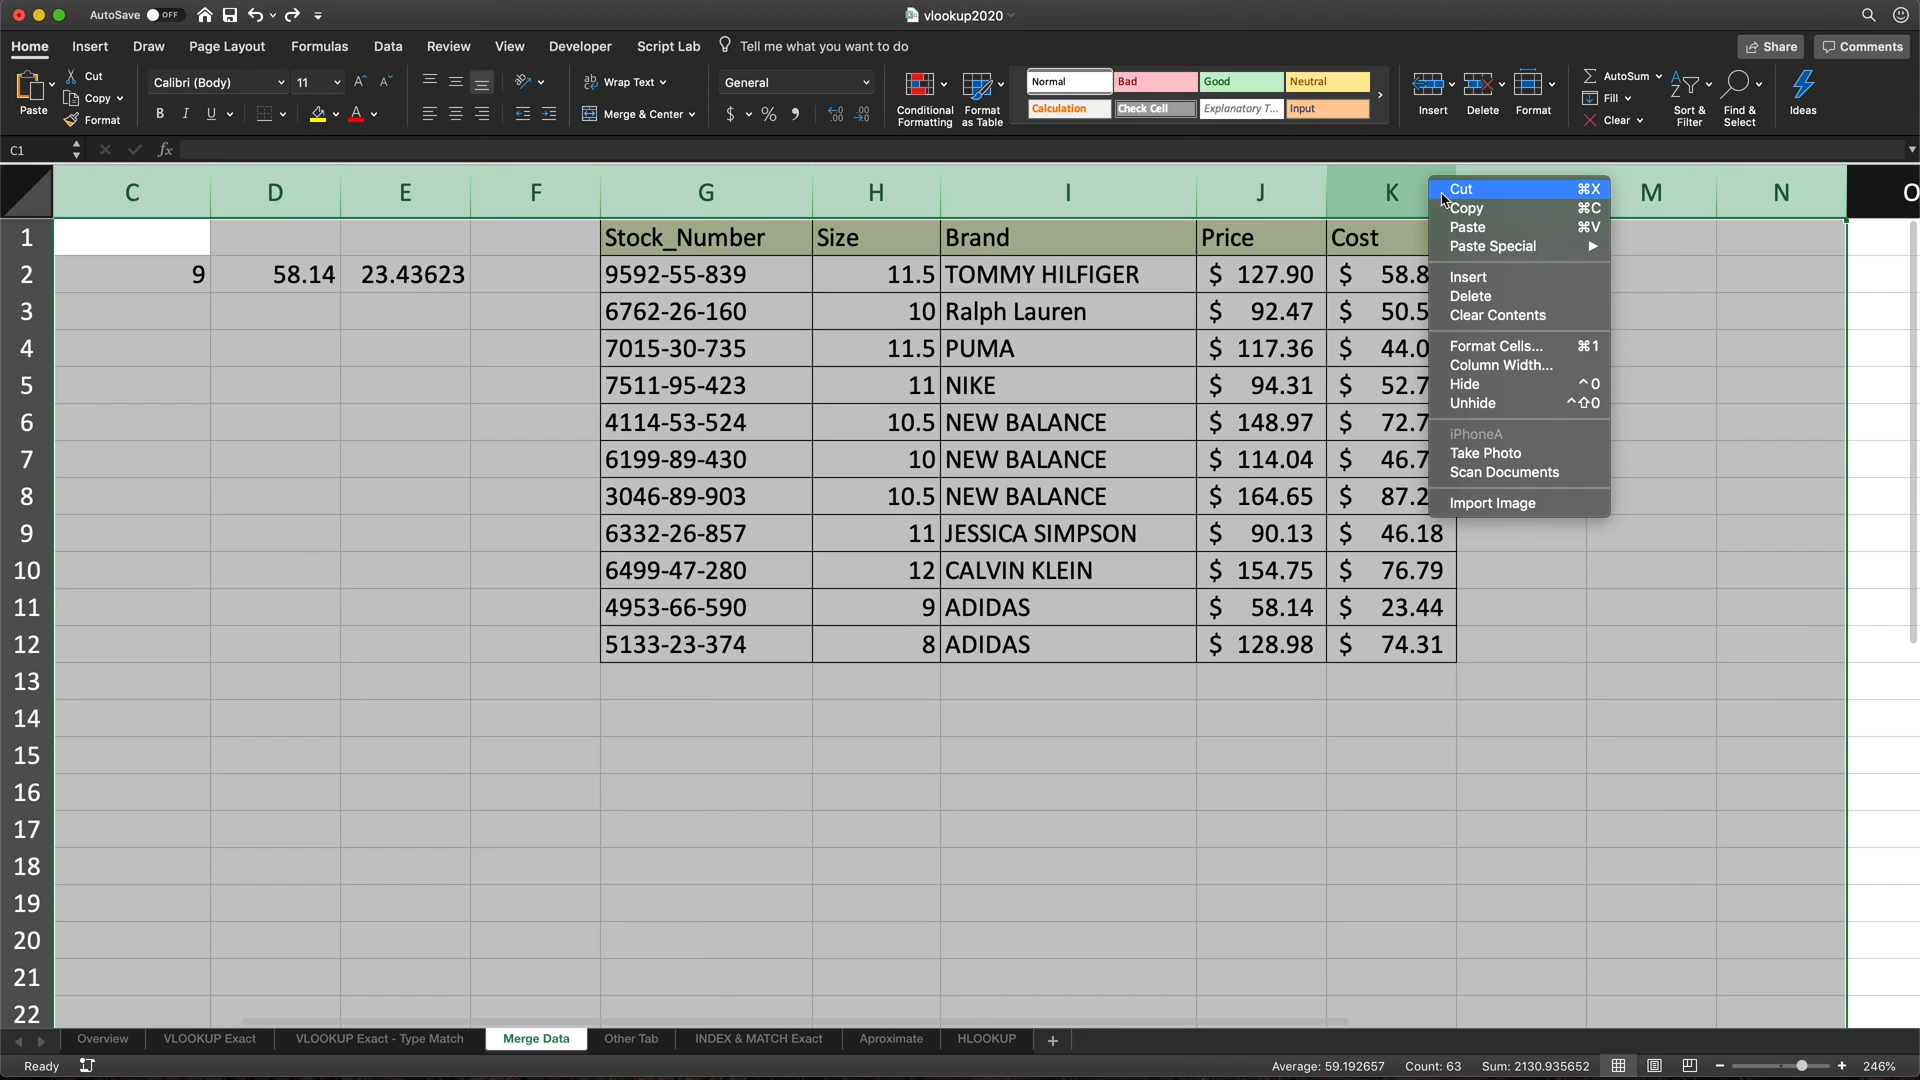 AutoSave OFF vlookup2020
Home Insert Draw Page Layout Formulas Data Review View Developer Script Lab Tell me what you want to do Share Comments
Paste Cut Copy Format
Calibri (Body) 11
B I U A
Wrap Text
Merge & Center
General
$ %
Conditional Formatting
Format as Table
Normal Bad Good Neutral
Calculation Check Cell Explanatory T... Input
Insert Delete Format
AutoSum
Fill
Clear
Sort & Filter
Find & Select
Ideas
C1 fx
C D E F G H I J K M N O
1 Stock_Number Size Brand Price Cost
2 9 58.14 23.43623 9592-55-839 11.5 TOMMY HILFIGER $ 127.90 $ 58.8
3 6762-26-160 10 Ralph Lauren $ 92.47 $ 50.5
4 7015-30-735 11.5 PUMA $ 117.36 $ 44.0
5 7511-95-423 11 NIKE $ 94.31 $ 52.7
6 4114-53-524 10.5 NEW BALANCE $ 148.97 $ 72.7
7 6199-89-430 10 NEW BALANCE $ 114.04 $ 46.7
8 3046-89-903 10.5 NEW BALANCE $ 164.65 $ 87.2
9 6332-26-857 11 JESSICA SIMPSON $ 90.13 $ 46.18
10 6499-47-280 12 CALVIN KLEIN $ 154.75 $ 76.79
11 4953-66-590 9 ADIDAS $ 58.14 $ 23.44
12 5133-23-374 8 ADIDAS $ 128.98 $ 74.31
13
14
15
16
17
18
19
20
21
22
Cut ⌘X
Copy ⌘C
Paste ⌘V
Paste Special
Insert
Delete
Clear Contents
Format Cells... ⌘1
Column Width...
Hide ^0
Unhide ^⇧0
iPhoneA
Take Photo
Scan Documents
Import Image
Overview VLOOKUP Exact VLOOKUP Exact - Type Match Merge Data Other Tab INDEX & MATCH Exact Aproximate HLOOKUP +
Ready Average: 59.192657 Count: 63 Sum: 2130.935652 − + 246%